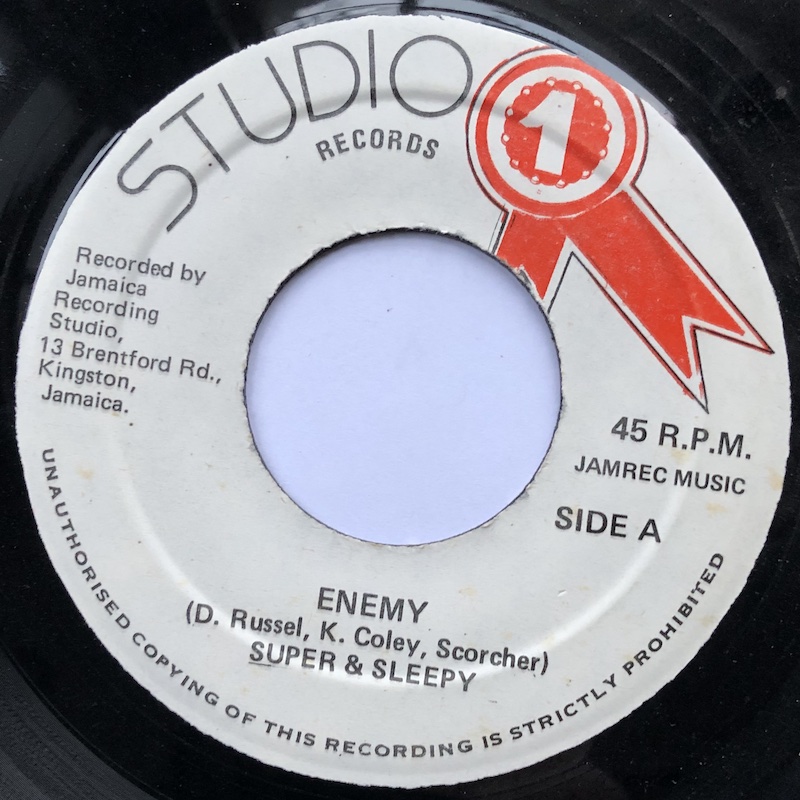 STUDIO
1
RECORDS
Recorded by
Jamaica
Recording
Studio,
13 Brentford Rd.,
Kingston,
Jamaica.
45 R.P.M.
JAMREC MUSIC
SIDE A
ENEMY
(D. Russel, K. Coley, Scorcher)
SUPER & SLEEPY
UNAUTHORISED COPYING OF THIS RECORDING IS STRICTLY PROHIBITED